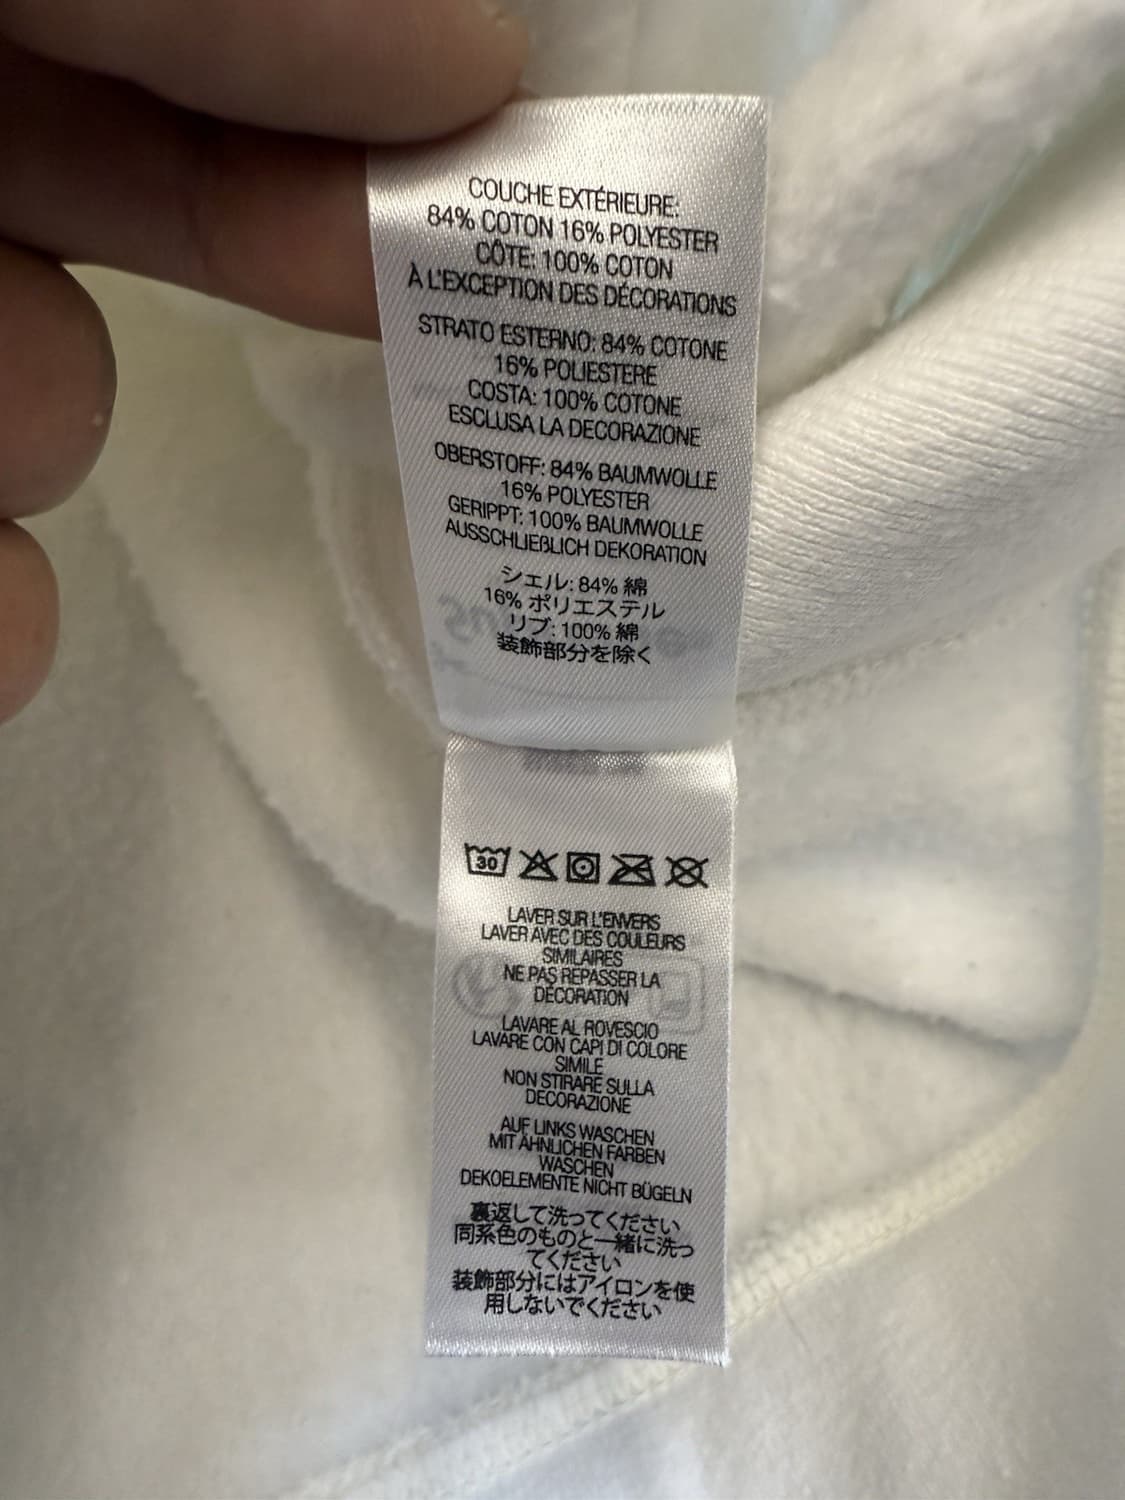 COUCHE EXTÉRIEURE:
84% COTON 16% POLYESTER
CÔTE: 100% COTON
À L'EXCEPTION DES DÉCORATIONS
STRATO ESTERNO: 84% COTONE
16% POLIESTERE
COSTA: 100% COTONE
ESCLUSA LA DECORAZIONE
OBERSTOFF: 84% BAUMWOLLE
16% POLYESTER
GERIPPT: 100% BAUMWOLLE
AUSSCHLIEßLICH DEKORATION
シェル: 84% 綿
16% ポリエステル
リブ: 100% 綿
装飾部分を除く
30
LAVER SUR L'ENVERS
LAVER AVEC DES COULEURS
SIMILAIRES
NE PAS REPASSER LA
DÉCORATION
LAVARE AL ROVESCIO
LAVARE CON CAPI DI COLORE
SIMILE
NON STIRARE SULLA
DECORAZIONE
AUF LINKS WASCHEN
MIT ÄHNLICHEN FARBEN
WASCHEN
DEKOELEMENTE NICHT BÜGELN
裏返して洗ってください
同系色のものと一緒に洗っ
てください
装飾部分にはアイロンを使
用しないでください